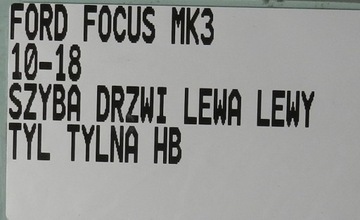 FORD FOCUS MK3
10-18
SZYBA DRZWI LEWA LEWY
TYL TYLNA HB